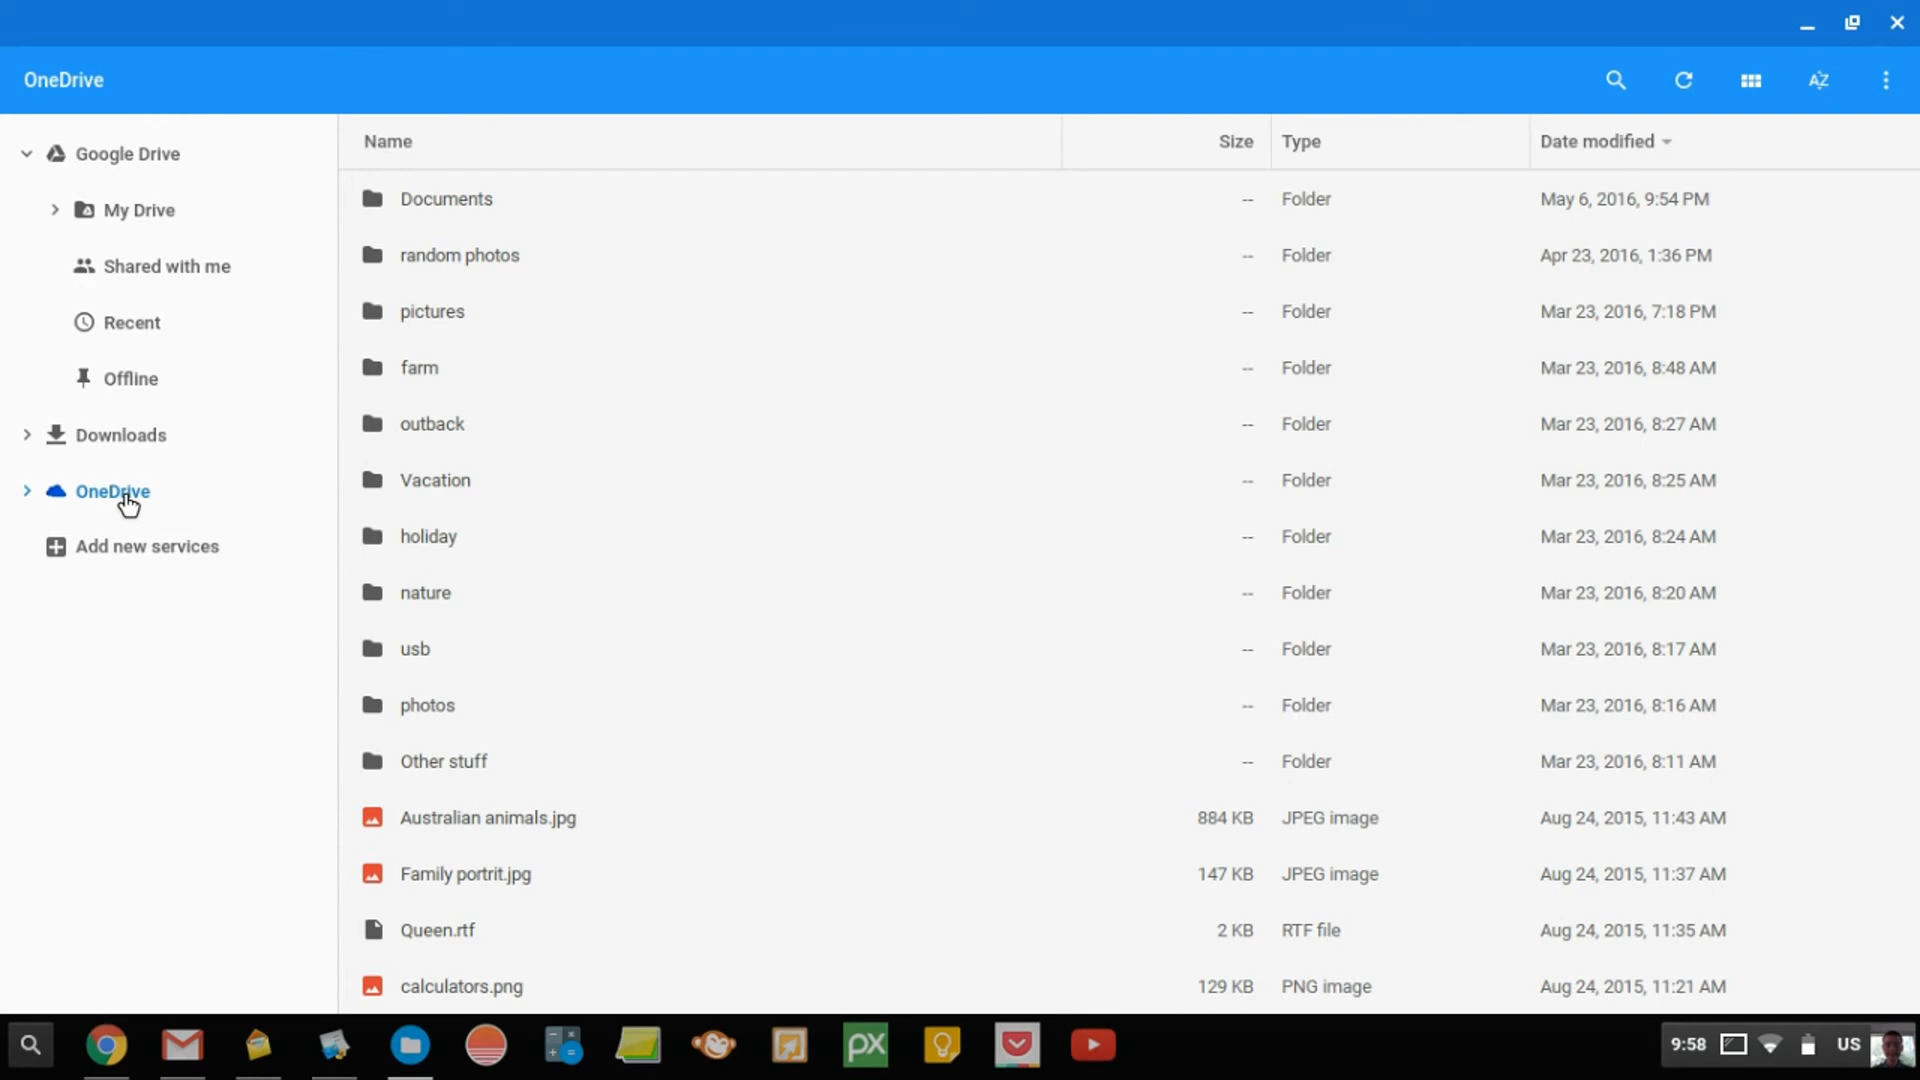 OneDrive
AZ
Google Drive
My Drive
Shared with me
Recent
Offline
Downloads
OneDrive
Add new services
Name Size Type Date modified
Documents -- Folder May 6, 2016, 9:54 PM
random photos -- Folder Apr 23, 2016, 1:36 PM
pictures -- Folder Mar 23, 2016, 7:18 PM
farm -- Folder Mar 23, 2016, 8:48 AM
outback -- Folder Mar 23, 2016, 8:27 AM
Vacation -- Folder Mar 23, 2016, 8:25 AM
holiday -- Folder Mar 23, 2016, 8:24 AM
nature -- Folder Mar 23, 2016, 8:20 AM
usb -- Folder Mar 23, 2016, 8:17 AM
photos -- Folder Mar 23, 2016, 8:16 AM
Other stuff -- Folder Mar 23, 2016, 8:11 AM
Australian animals.jpg 884 KB JPEG image Aug 24, 2015, 11:43 AM
Family portrit.jpg 147 KB JPEG image Aug 24, 2015, 11:37 AM
Queen.rtf 2 KB RTF file Aug 24, 2015, 11:35 AM
calculators.png 129 KB PNG image Aug 24, 2015, 11:21 AM
px
9:58 US